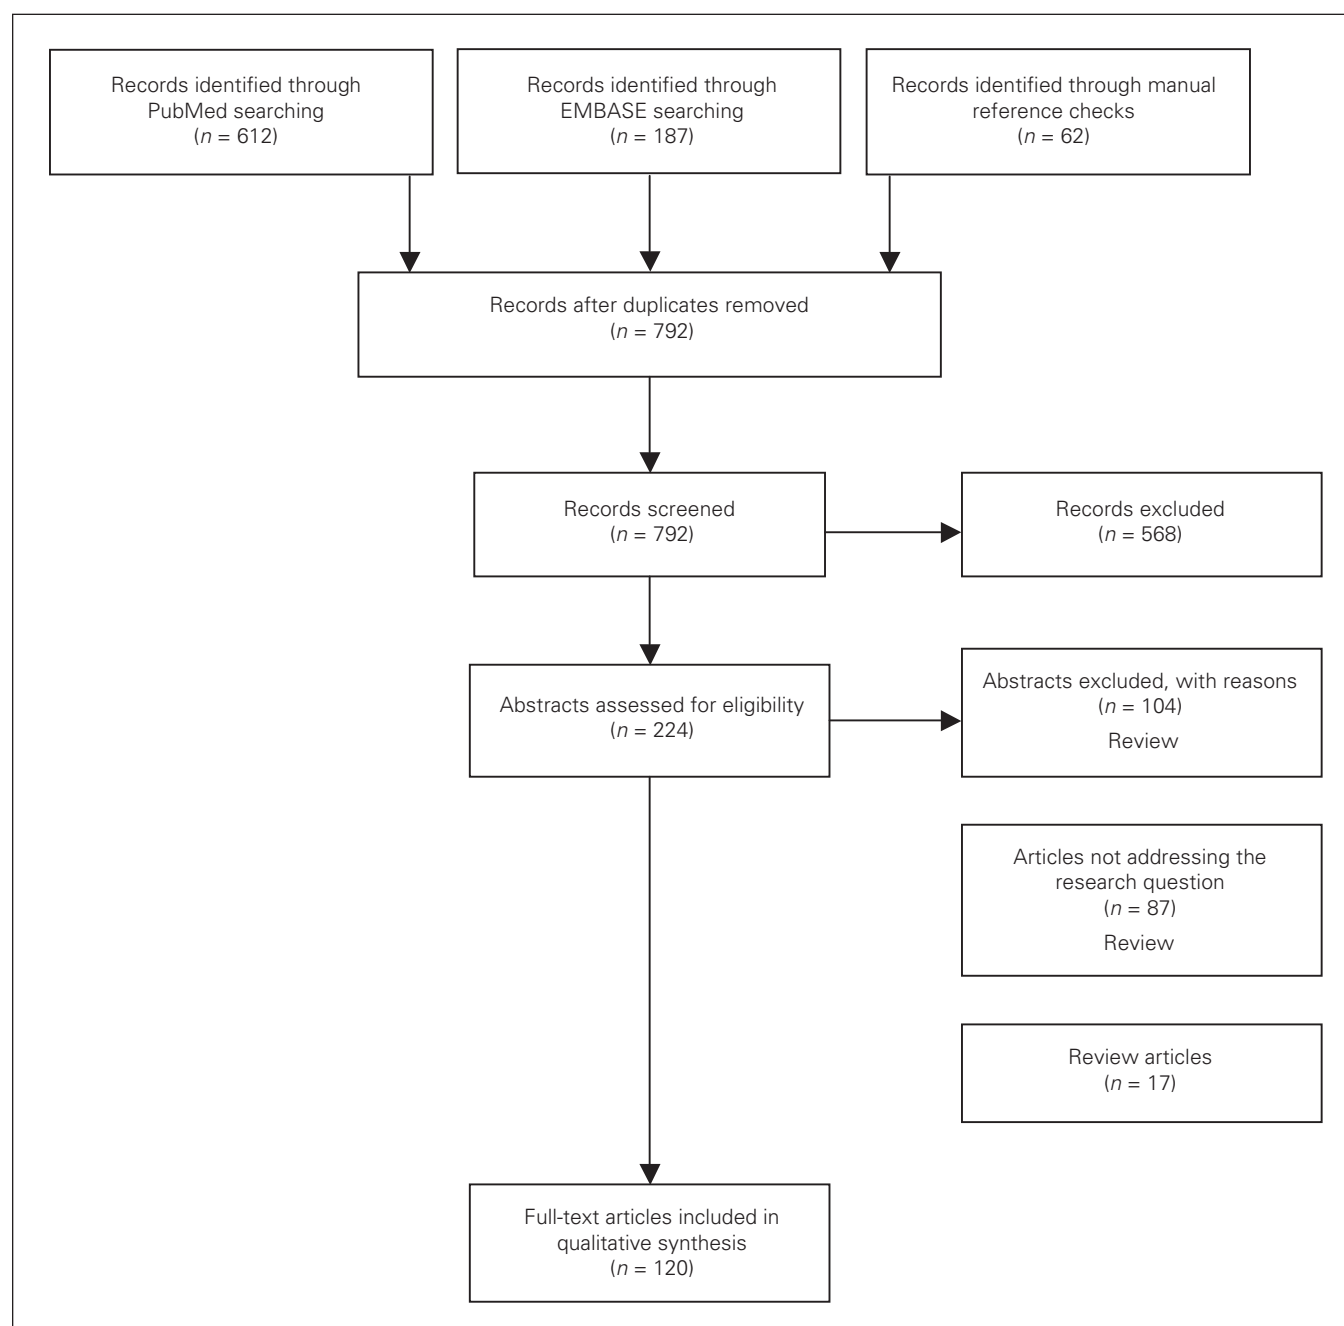 Records identified through
PubMed searching
(n = 612)
Records identified through
EMBASE searching
(n = 187)
Records identified through manual
reference checks
(n = 62)
Records after duplicates removed
(n = 792)
Records screened
(n = 792)
Records excluded
(n = 568)
Abstracts assessed for eligibility
(n = 224)
Abstracts excluded, with reasons
(n = 104)
Review
Articles not addressing the
research question
(n = 87)
Review
Review articles
(n = 17)
Full-text articles included in
qualitative synthesis
(n = 120)